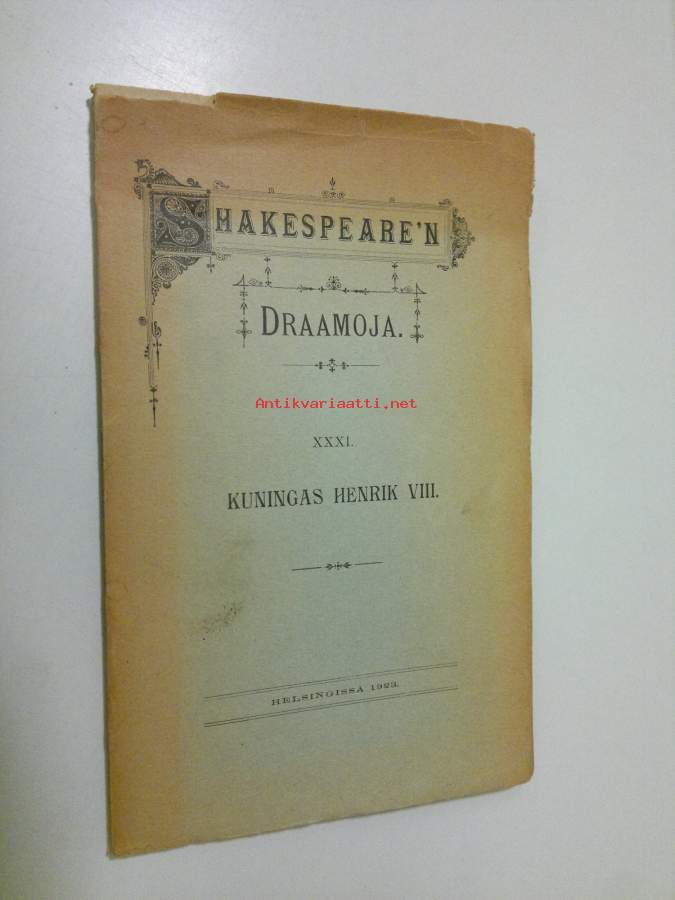 SHAKESPEARE'N
DRAAMOJA.
Antikvariaatti.net
XXXI.
KUNINGAS HENRIK VIII.
HELSINGISSÄ 1923.